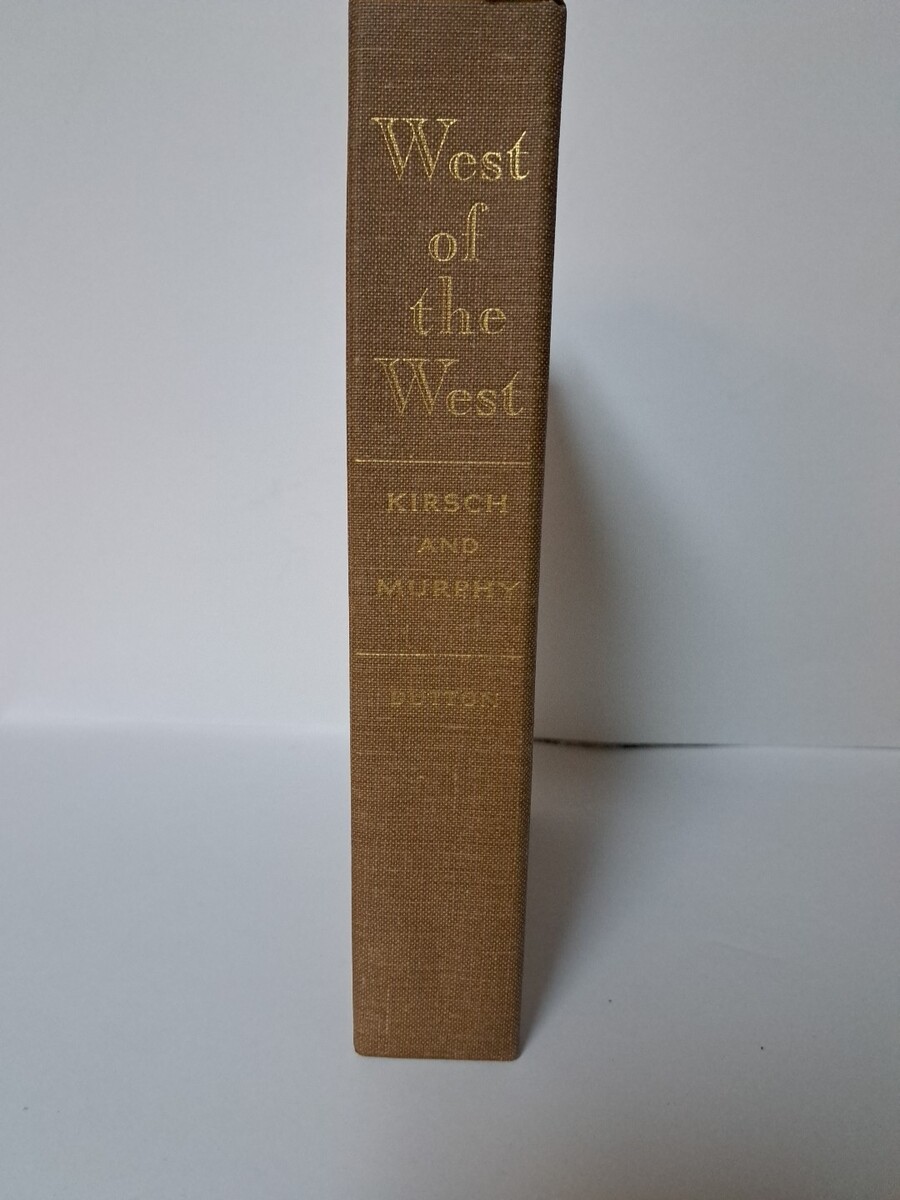 West
of
the
West
KIRSCH
AND
MURPHY
DUTTON